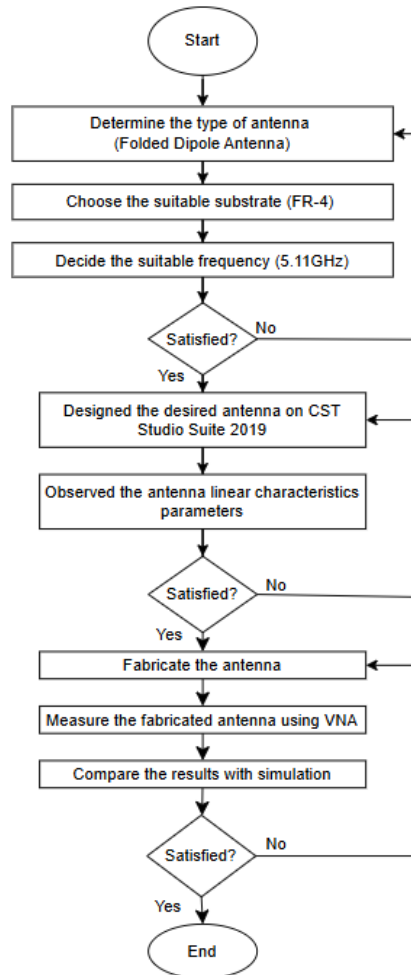 Start
Determine the type of antenna
(Folded Dipole Antenna)
Choose the suitable substrate (FR-4)
Decide the suitable frequency (5.11GHz)
Satisfied?
No
Yes
Designed the desired antenna on CST
Studio Suite 2019
Observed the antenna linear characteristics
parameters
Satisfied?
No
Yes
Fabricate the antenna
Measure the fabricated antenna using VNA
Compare the results with simulation
Satisfied?
No
Yes
End